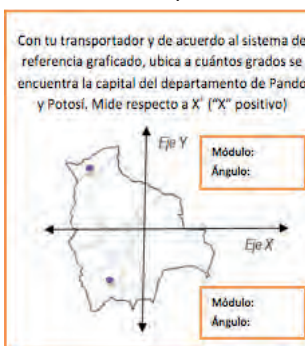 Con tu transportador y de acuerdo al sistema de
referencia graficado, ubica a cuántos grados se
encuentra la capital del departamento de Pando
y Potosí. Mide respecto a X⁺ ("X" positivo)
Eje Y
Módulo:
Ángulo:
Eje X
Módulo:
Ángulo: